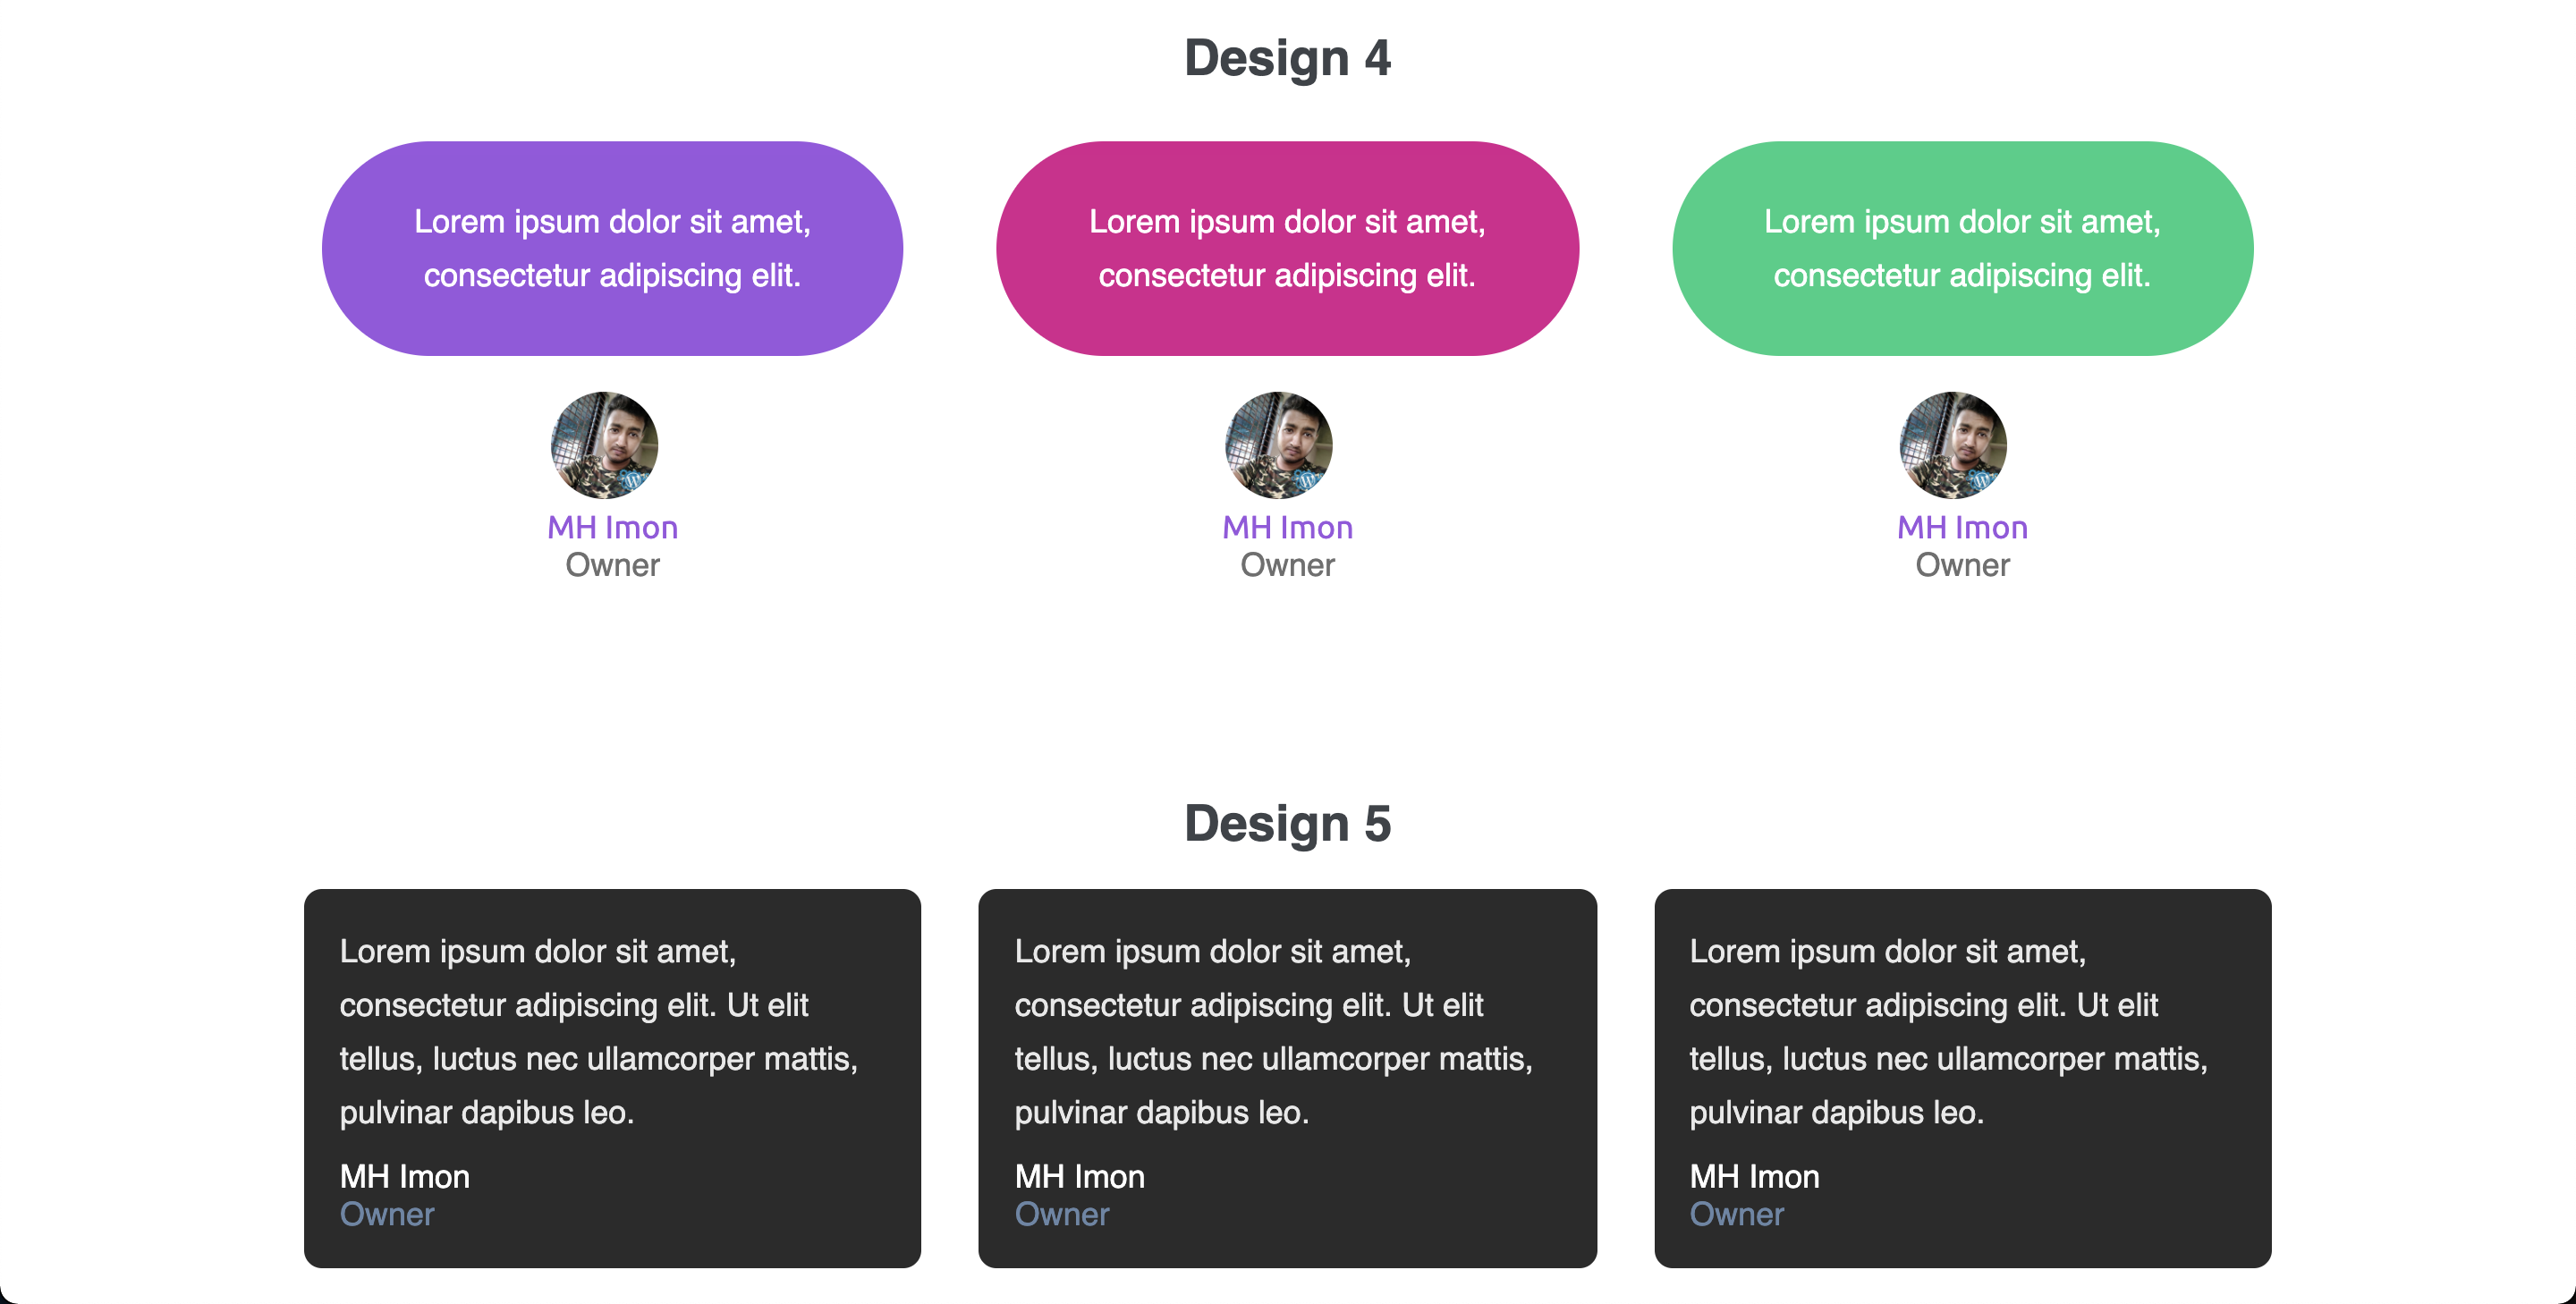 Design 4
Lorem ipsum dolor sit amet,
consectetur adipiscing elit.
MH Imon
Owner
Lorem ipsum dolor sit amet,
consectetur adipiscing elit.
MH Imon
Owner
Lorem ipsum dolor sit amet,
consectetur adipiscing elit.
MH Imon
Owner
Design 5
Lorem ipsum dolor sit amet,
consectetur adipiscing elit. Ut elit
tellus, luctus nec ullamcorper mattis,
pulvinar dapibus leo.
MH Imon
Owner
Lorem ipsum dolor sit amet,
consectetur adipiscing elit. Ut elit
tellus, luctus nec ullamcorper mattis,
pulvinar dapibus leo.
MH Imon
Owner
Lorem ipsum dolor sit amet,
consectetur adipiscing elit. Ut elit
tellus, luctus nec ullamcorper mattis,
pulvinar dapibus leo.
MH Imon
Owner